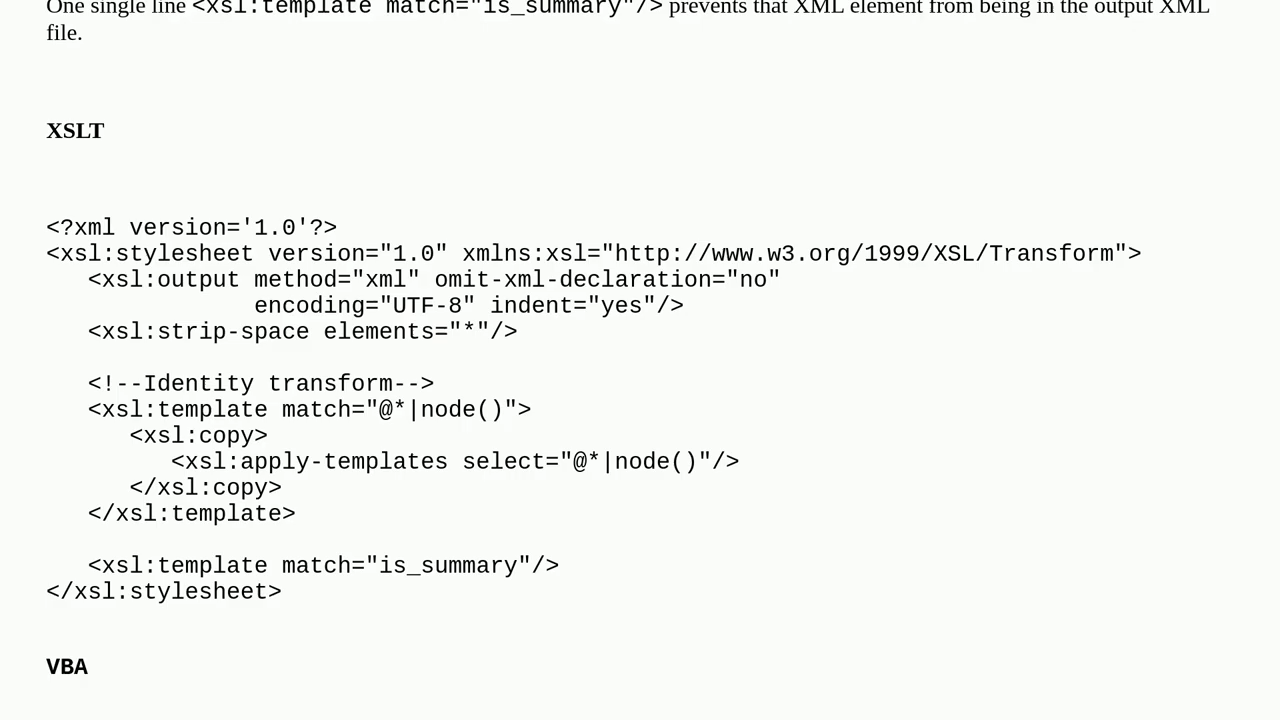 One single line <xsl:template match="is_summary"/> prevents that XML element from being in the output XML
file.
XSLT
<?xml version='1.0'?>
<xsl:stylesheet version="1.0" xmlns:xsl="http://www.w3.org/1999/XSL/Transform">
   <xsl:output method="xml" omit-xml-declaration="no"
               encoding="UTF-8" indent="yes"/>
   <xsl:strip-space elements="*"/>
   <!--Identity transform-->
   <xsl:template match="@*|node()">
      <xsl:copy>
         <xsl:apply-templates select="@*|node()"/>
      </xsl:copy>
   </xsl:template>
   <xsl:template match="is_summary"/>
</xsl:stylesheet>
VBA